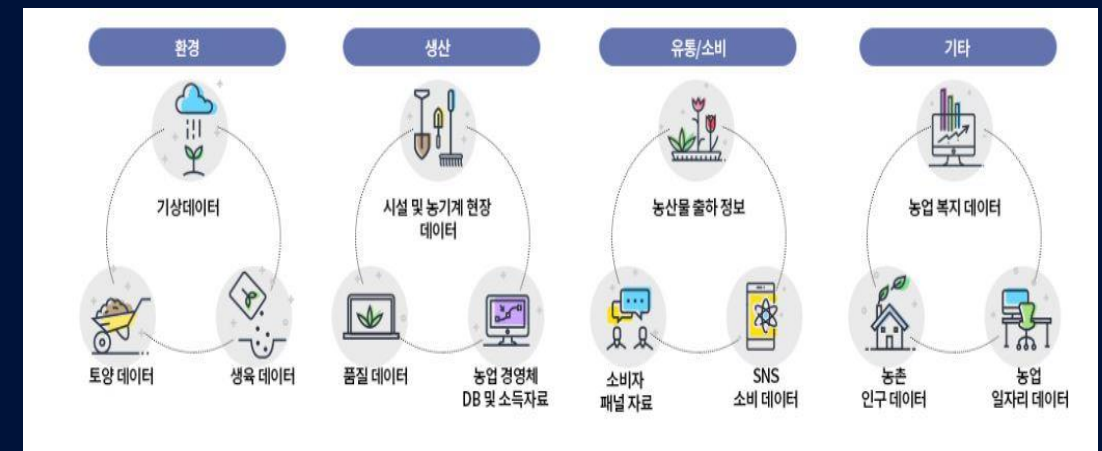 환경
생산
유통/소비
기타
기상데이터
시설 및 농기계 현장
데이터
농산물 출하 정보
농업 복지 데이터
토양 데이터
생육 데이터
품질 데이터
농업 경영체
DB 및 소득자료
소비자
패널 자료
SNS
소비 데이터
농촌
인구 데이터
농업
일자리 데이터